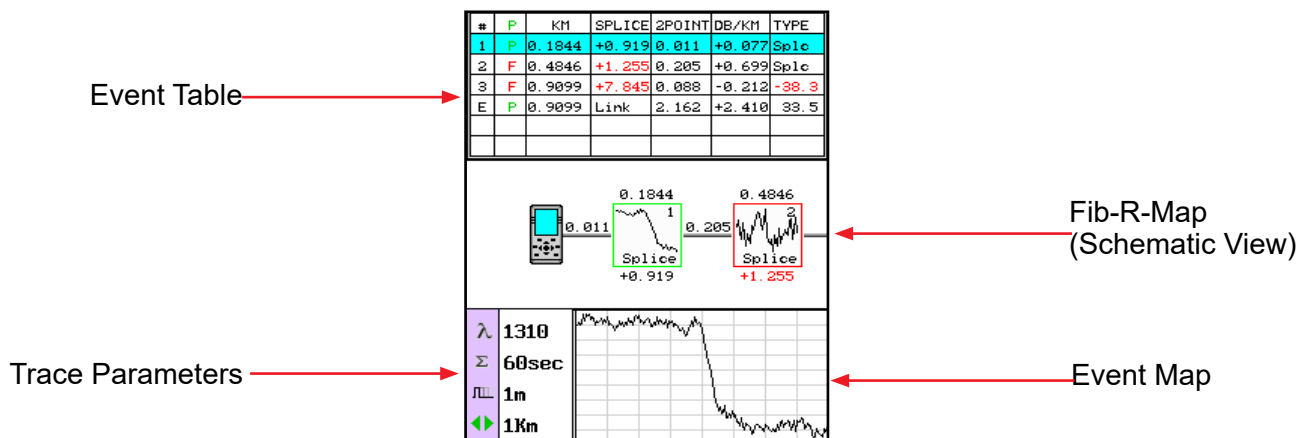 # P KM SPLICE 2POINT DB/KM TYPE
1 P 0.1844 +0.919 0.011 +0.077 Splc
2 F 0.4846 +1.255 0.205 +0.699 Splc
3 F 0.9099 +7.845 0.088 -0.212 -38.3
E P 0.9099 Link 2.162 +2.410 33.5
Event Table
0.1844 0.4846
1 2
0.011 0.205
Splice Splice
+0.919 +1.255
Fib-R-Map
(Schematic View)
λ 1310
Σ 60sec
1m
1Km
Trace Parameters
Event Map